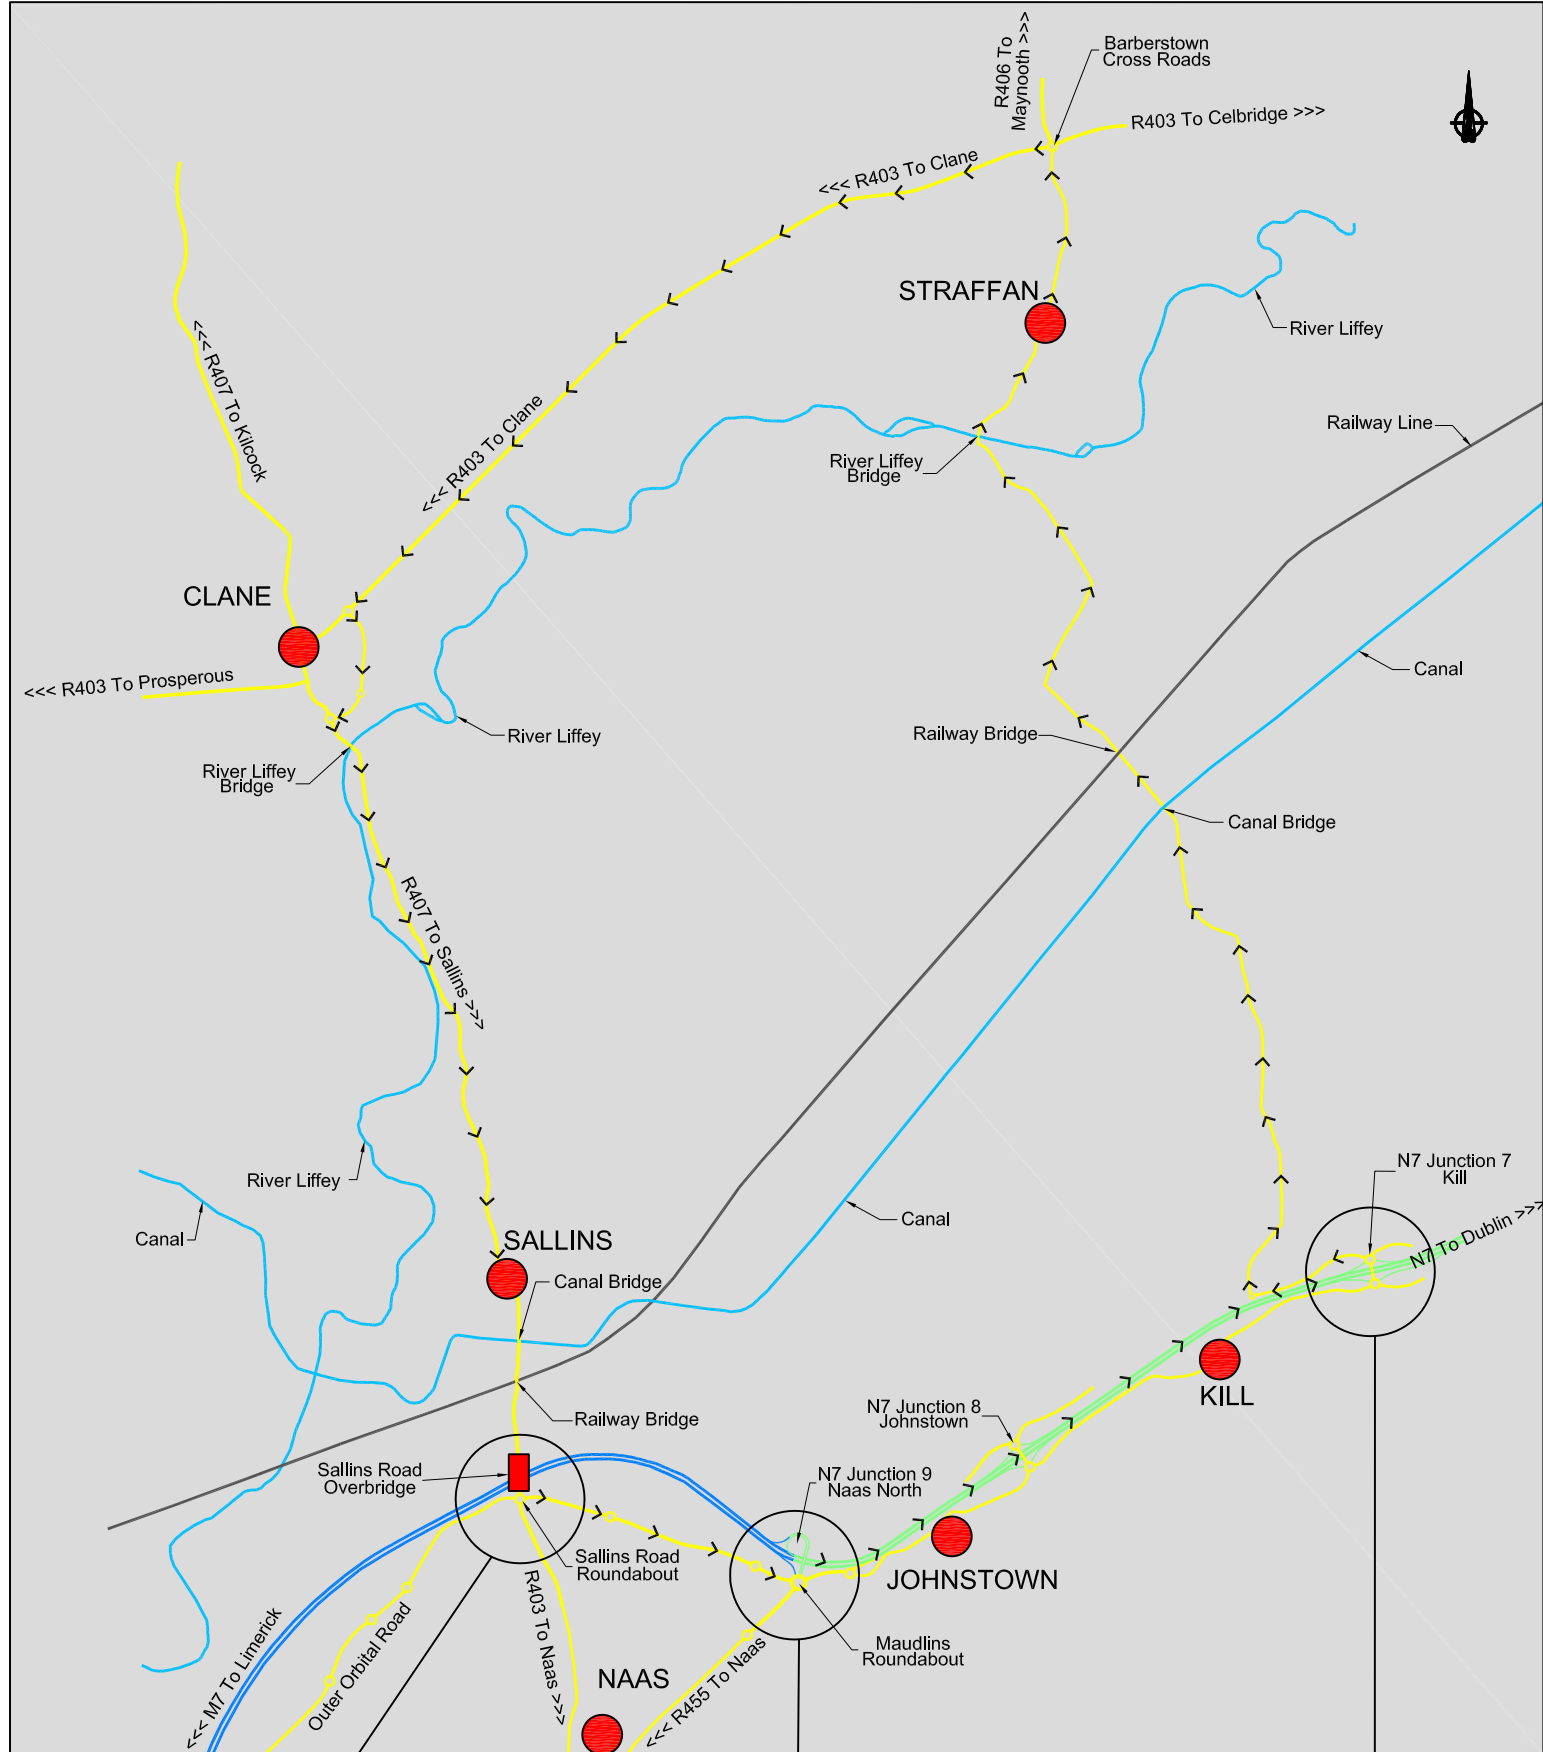 R406 To
Maynooth >>>
Barberstown
Cross Roads
R403 To Celbridge >>>
<<< R403 To Clane
STRAFFAN
River Liffey
<<< R407 To Kilcock
<<< R403 To Clane
Railway Line
River Liffey
Bridge
CLANE
<<< R403 To Prosperous
Canal
River Liffey
Railway Bridge
River Liffey
Bridge
Canal Bridge
R407 To Sallins >>>
N7 Junction 7
Kill
River Liffey
Canal
Canal
SALLINS
N7 To Dublin >>>
Canal Bridge
KILL
N7 Junction 8
Johnstown
Railway Bridge
Sallins Road
Overbridge
N7 Junction 9
Naas North
Sallins Road
Roundabout
JOHNSTOWN
R403 To Naas >>>
<<< M7 To Limerick
Outer Orbital Road
Maudlins
Roundabout
NAAS
<<< R455 To Naas